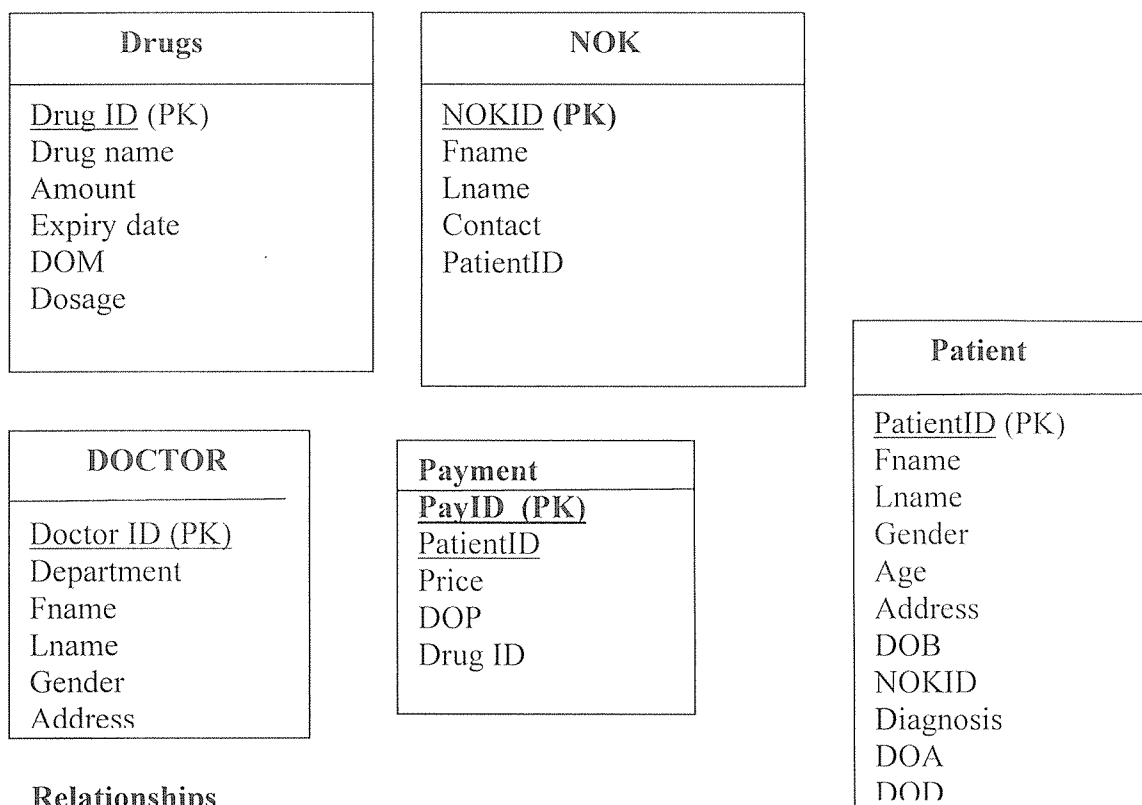 Drugs
Drug ID (PK)
Drug name
Amount
Expiry date
DOM
Dosage
NOK
NOKID (PK)
Fname
Lname
Contact
PatientID
Patient
PatientID (PK)
Fname
Lname
Gender
Age
Address
DOB
NOKID
Diagnosis
DOA
DOD
DOCTOR
Doctor ID (PK)
Department
Fname
Lname
Gender
Address
Payment
PayID (PK)
PatientID
Price
DOP
Drug ID
Relationships